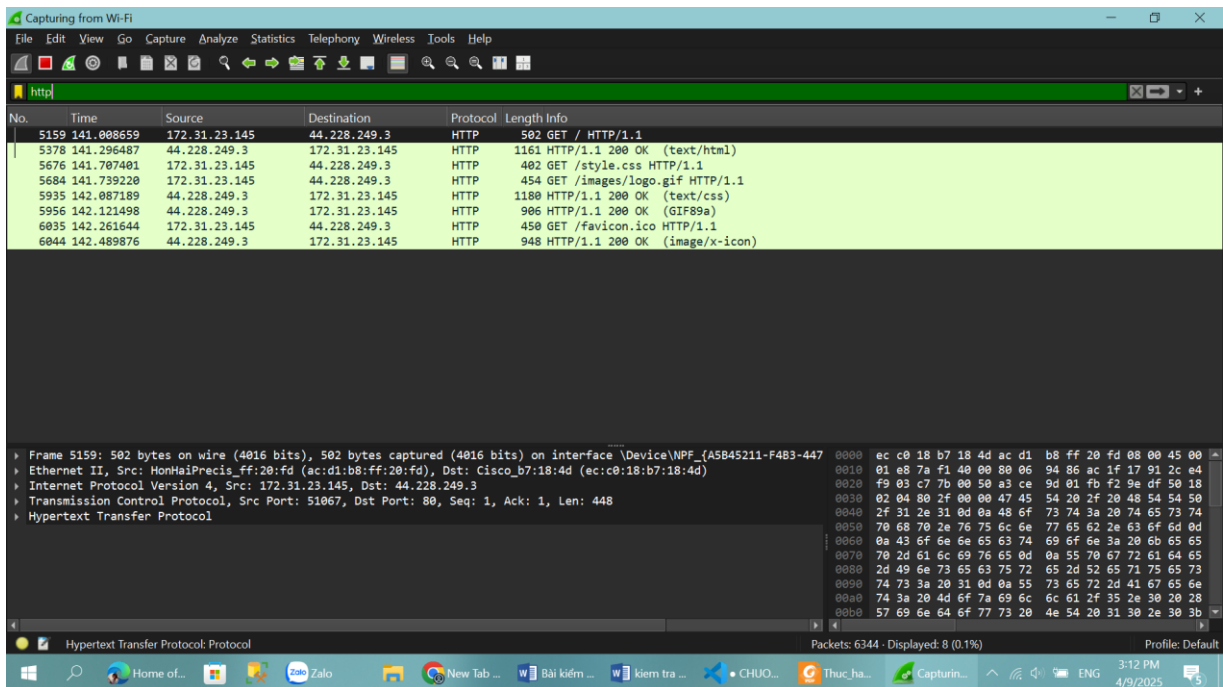 Capturing from Wi-Fi
File Edit View Go Capture Analyze Statistics Telephony Wireless Tools Help
http
No. Time Source Destination Protocol Length Info
5159 141.008659 172.31.23.145 44.228.249.3 HTTP 502 GET / HTTP/1.1
5378 141.296487 44.228.249.3 172.31.23.145 HTTP 1161 HTTP/1.1 200 OK (text/html)
5676 141.707401 172.31.23.145 44.228.249.3 HTTP 402 GET /style.css HTTP/1.1
5684 141.739220 172.31.23.145 44.228.249.3 HTTP 454 GET /images/logo.gif HTTP/1.1
5935 142.087189 44.228.249.3 172.31.23.145 HTTP 1180 HTTP/1.1 200 OK (text/css)
5956 142.121498 44.228.249.3 172.31.23.145 HTTP 906 HTTP/1.1 200 OK (GIF89a)
6035 142.261644 172.31.23.145 44.228.249.3 HTTP 450 GET /favicon.ico HTTP/1.1
6044 142.489876 44.228.249.3 172.31.23.145 HTTP 948 HTTP/1.1 200 OK (image/x-icon)
Frame 5159: 502 bytes on wire (4016 bits), 502 bytes captured (4016 bits) on interface \Device\NPF_{A5B45211-F4B3-447
Ethernet II, Src: HonHaiPrecis_ff:20:fd (ac:d1:b8:ff:20:fd), Dst: Cisco_b7:18:4d (ec:c0:18:b7:18:4d)
Internet Protocol Version 4, Src: 172.31.23.145, Dst: 44.228.249.3
Transmission Control Protocol, Src Port: 51067, Dst Port: 80, Seq: 1, Ack: 1, Len: 448
Hypertext Transfer Protocol
0000 ec c0 18 b7 18 4d ac d1 b8 ff 20 fd 08 00 45 00
0010 01 e8 7a f1 40 00 80 06 94 86 ac 1f 17 91 2c e4
0020 f9 03 c7 7b 00 50 a3 ce 9d 01 fb f2 9e df 50 18
0030 02 04 80 2f 00 00 47 45 54 20 2f 20 48 54 54 50
0040 2f 31 2e 31 0d 0a 48 6f 73 74 3a 20 74 65 73 74
0050 70 68 70 2e 76 75 6c 6e 77 65 62 2e 63 6f 6d 0d
0060 0a 43 6f 6e 6e 65 63 74 69 6f 6e 3a 20 6b 65 65
0070 70 2d 61 6c 69 76 65 0d 0a 55 70 67 72 61 64 65
0080 2d 49 6e 73 65 63 75 72 65 2d 52 65 71 75 65 73
0090 74 73 3a 20 31 0d 0a 55 73 65 72 2d 41 67 65 6e
00a0 74 3a 20 4d 6f 7a 69 6c 6c 61 2f 35 2e 30 20 28
00b0 57 69 6e 64 6f 77 73 20 4e 54 20 31 30 2e 30 3b
Hypertext Transfer Protocol: Protocol Packets: 6344 · Displayed: 8 (0.1%) Profile: Default
Home of... Zalo Zalo New Tab ... Bài kiểm ... kiem tra ... • CHUO... Thuc_ha... Capturin... ENG 3:12 PM
4/9/2025 5